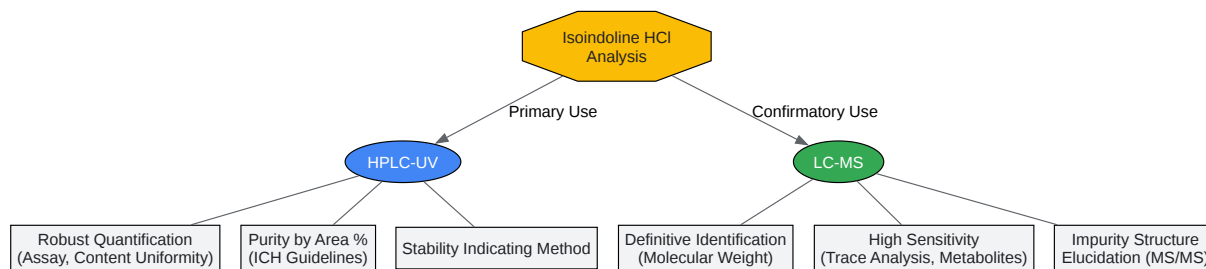 Isoindoline HCl
Analysis
Primary Use
Confirmatory Use
HPLC-UV
LC-MS
Robust Quantification
(Assay, Content Uniformity)
Purity by Area %
(ICH Guidelines)
Stability Indicating Method
Definitive Identification
(Molecular Weight)
High Sensitivity
(Trace Analysis, Metabolites)
Impurity Structure
Elucidation (MS/MS)